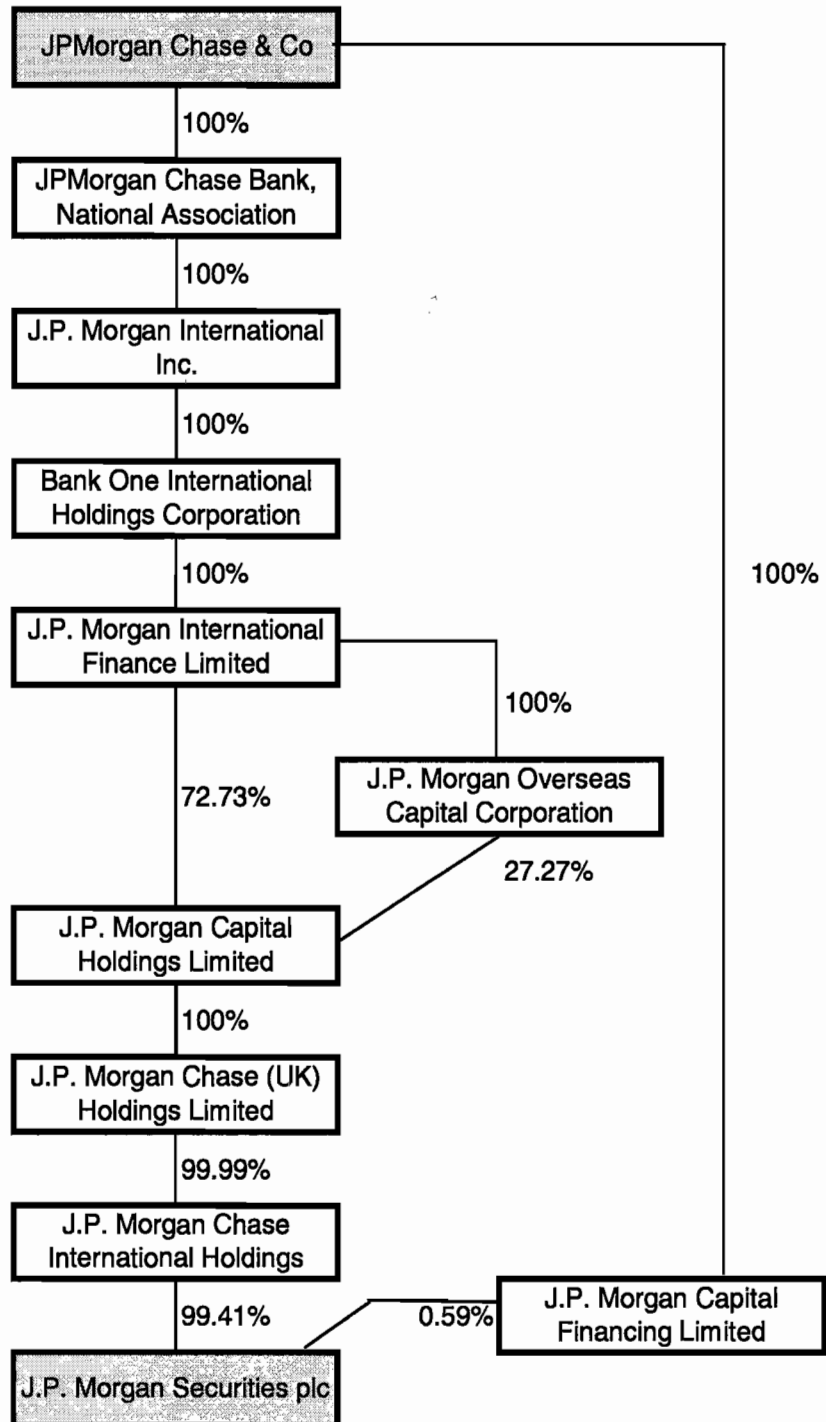 JPMorgan Chase & Co
100%
JPMorgan Chase Bank,
National Association
100%
J.P. Morgan International
Inc.
100%
Bank One International
Holdings Corporation
100%
100%
J.P. Morgan International
Finance Limited
100%
72.73%
J.P. Morgan Overseas
Capital Corporation
27.27%
J.P. Morgan Capital
Holdings Limited
100%
J.P. Morgan Chase (UK)
Holdings Limited
99.99%
J.P. Morgan Chase
International Holdings
99.41%
0.59%
J.P. Morgan Capital
Financing Limited
J.P. Morgan Securities plc